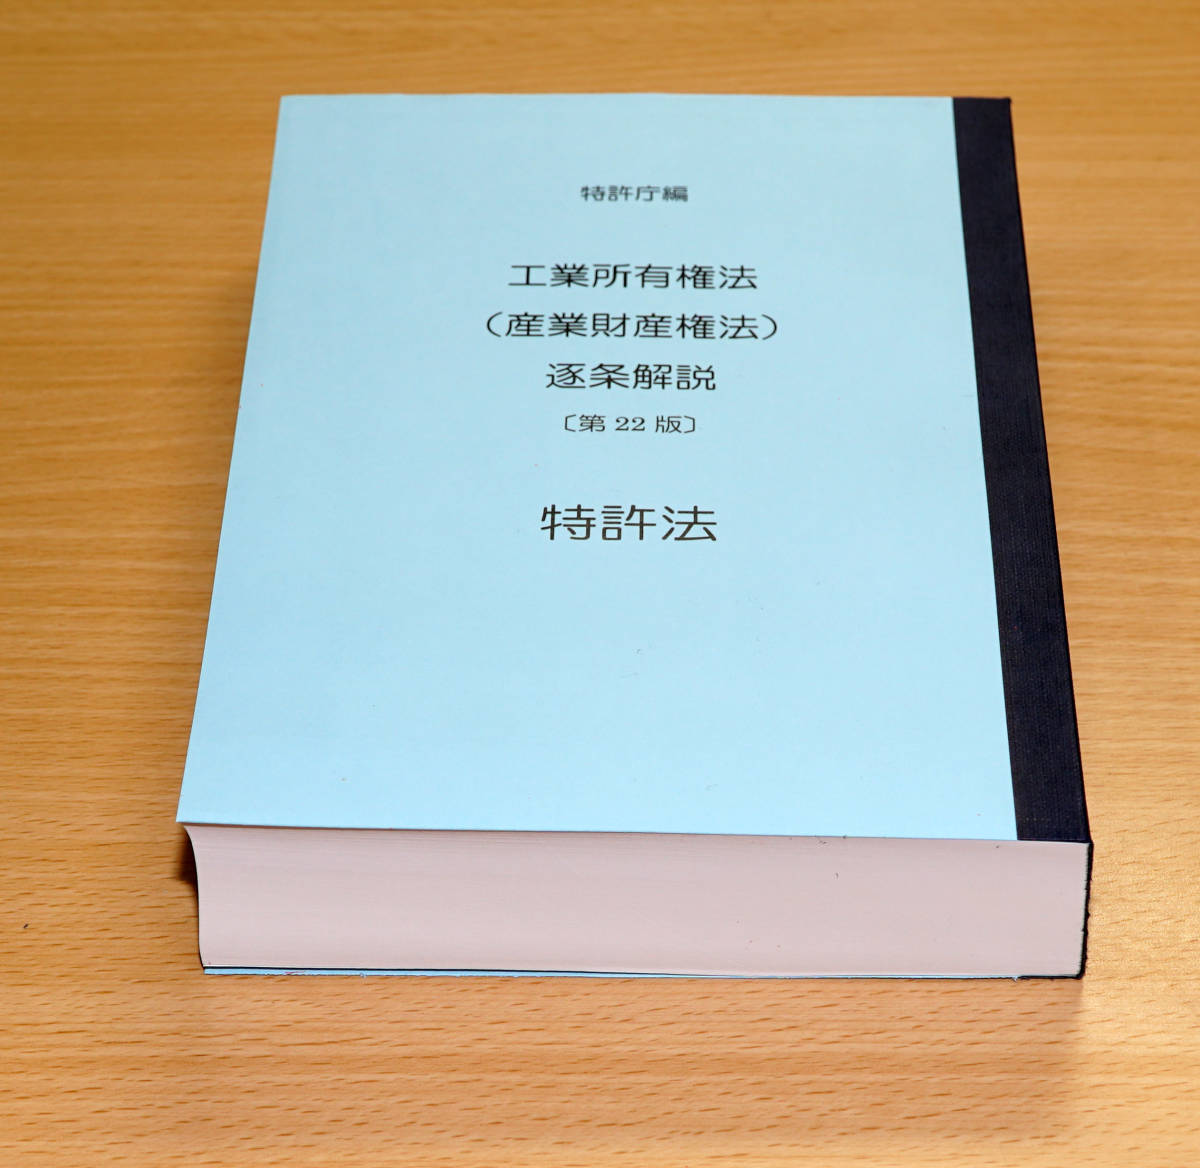 特許庁編
工業所有権法
（産業財産権法）
逐条解説
〔第 22 版〕
特許法